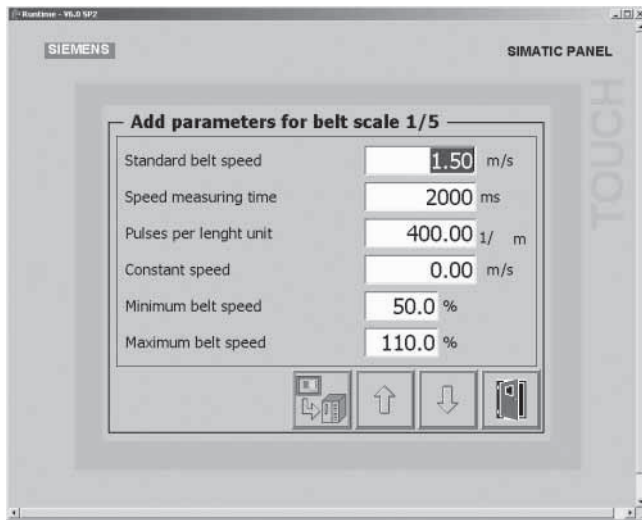 Runtime - V6.0 SP2
SIEMENS
SIMATIC PANEL
TOUCH
Add parameters for belt scale 1/5
Standard belt speed 1.50 m/s
Speed measuring time 2000 ms
Pulses per lenght unit 400.00 1/ m
Constant speed 0.00 m/s
Minimum belt speed 50.0 %
Maximum belt speed 110.0 %